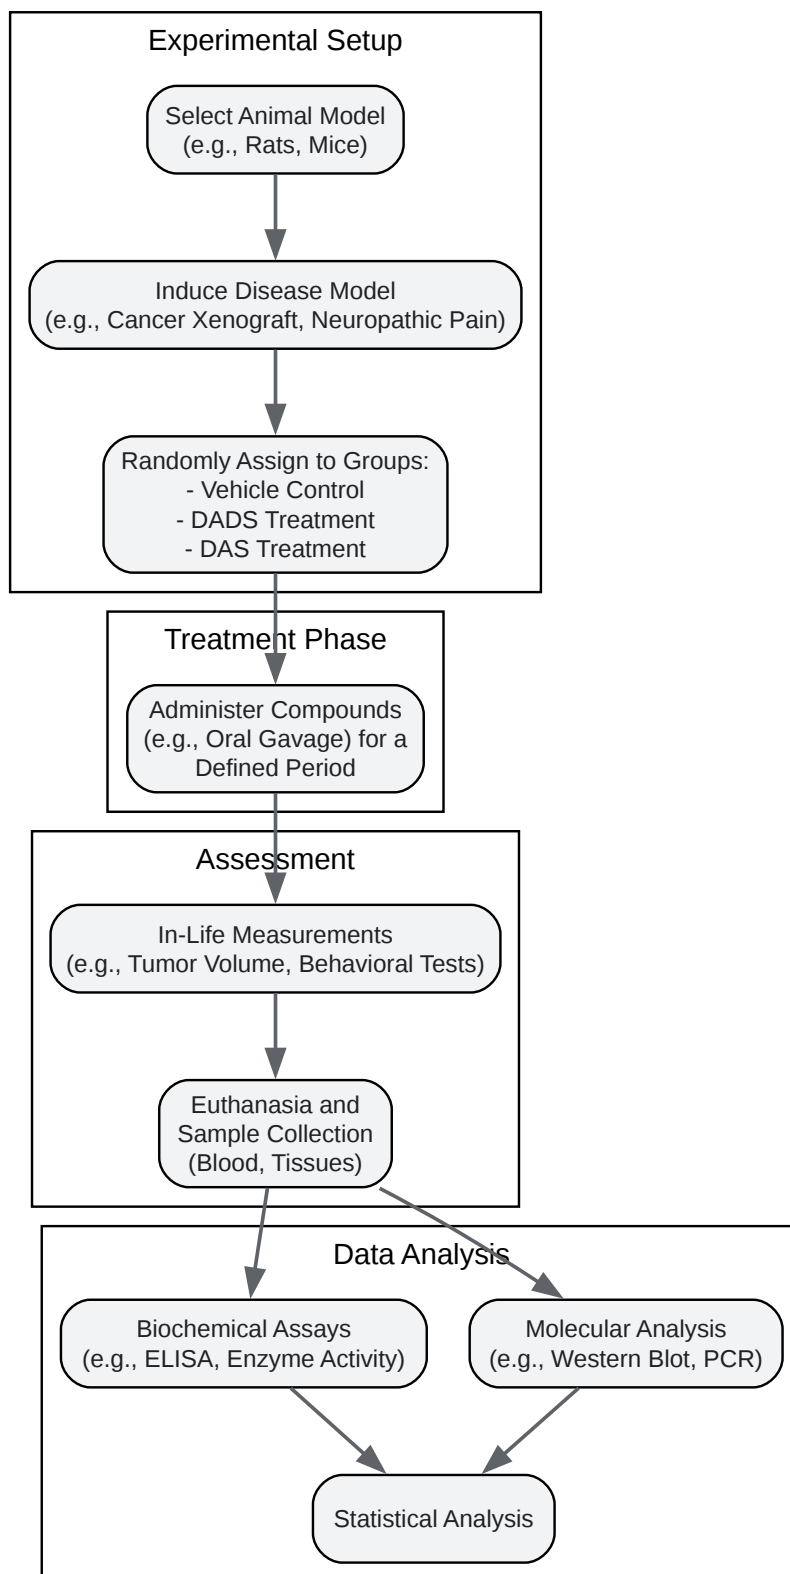 Experimental Setup
Select Animal Model
(e.g., Rats, Mice)
Induce Disease Model
(e.g., Cancer Xenograft, Neuropathic Pain)
Randomly Assign to Groups:
- Vehicle Control
- DADS Treatment
- DAS Treatment
Treatment Phase
Administer Compounds
(e.g., Oral Gavage) for a
Defined Period
Assessment
In-Life Measurements
(e.g., Tumor Volume, Behavioral Tests)
Euthanasia and
Sample Collection
(Blood, Tissues)
Data Analysis
Biochemical Assays
(e.g., ELISA, Enzyme Activity)
Molecular Analysis
(e.g., Western Blot, PCR)
Statistical Analysis